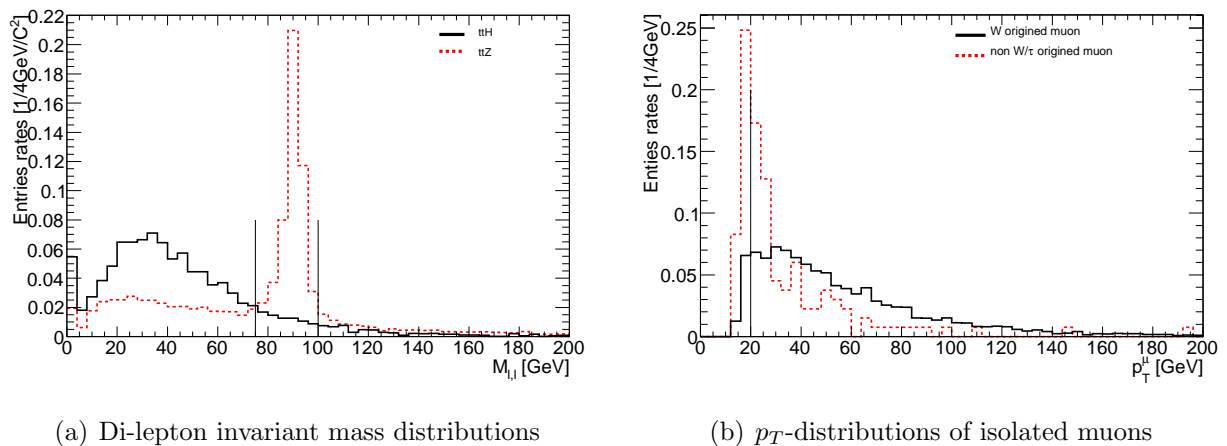 Entries rates [1/4GeV/C²]
0.22
0.2
0.18
0.16
0.14
0.12
0.1
0.08
0.06
0.04
0.02
0
ttH
ttZ
0 20 40 60 80 100 120 140 160 180 200
M_{l,l} [GeV]
(a) Di-lepton invariant mass distributions
Enties rates [1/4GeV]
0.25
0.2
0.15
0.1
0.05
0
W origined muon
non W/τ origined muon
0 20 40 60 80 100 120 140 160 180 200
p_T^μ [GeV]
(b) p_T-distributions of isolated muons